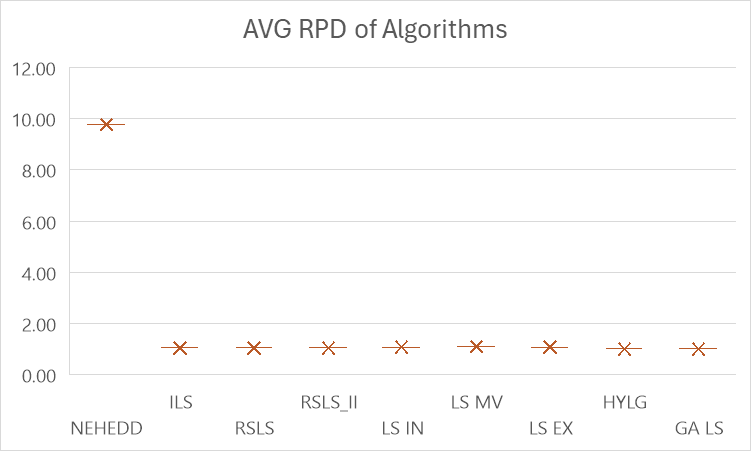 AVG RPD of Algorithms
12.00
10.00
8.00
6.00
4.00
2.00
0.00
ILS RSLS_II LS MV HYLG
NEHEDD RSLS LS IN LS EX GA LS